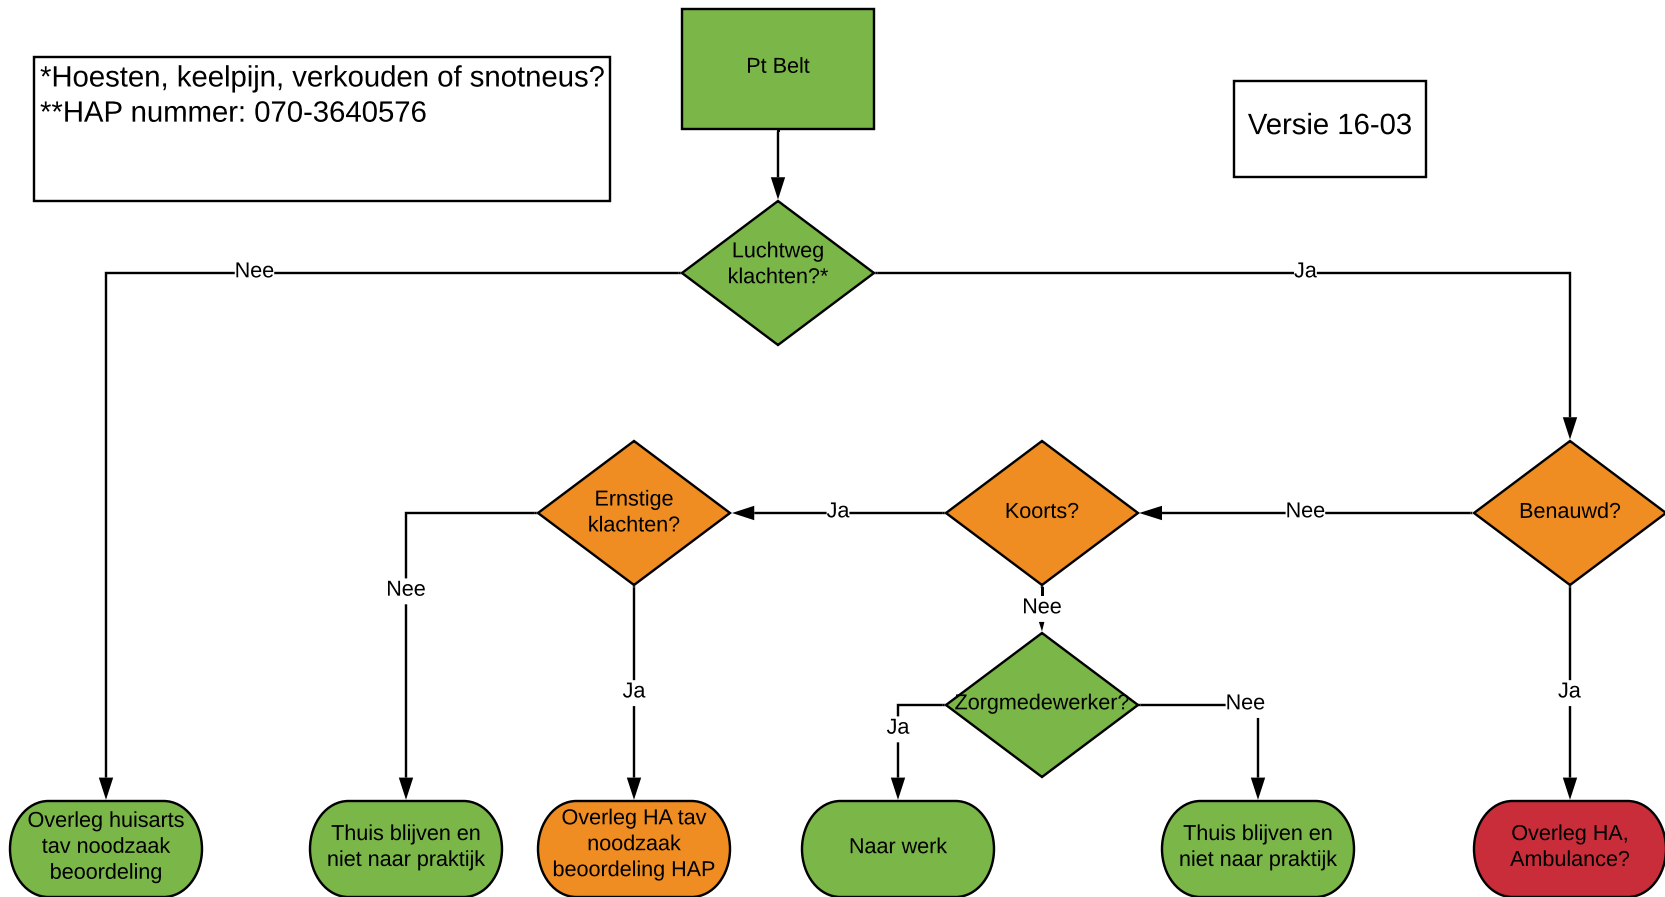 Pt Belt
*Hoesten, keelpijn, verkouden of snotneus?
**HAP nummer: 070-3640576
Versie 16-03
Luchtweg
klachten?*
Nee
Ja
Ernstige
klachten?
Ja
Koorts?
Nee
Benauwd?
Nee
Nee
Ja
Zorgmedewerker?
Ja
Nee
Ja
Overleg huisarts
tav noodzaak
beoordeling
Thuis blijven en
niet naar praktijk
Overleg HA tav
noodzaak
beoordeling HAP
Naar werk
Thuis blijven en
niet naar praktijk
Overleg HA,
Ambulance?